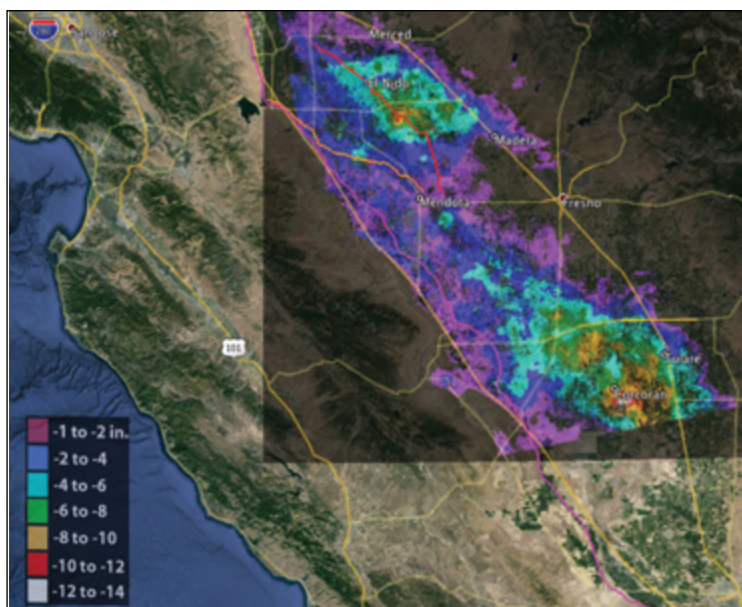 San Jose
Merced
El Nido
Madera
Mendota
Fresno
Tulare
Corcoran
101
-1 to -2 in.
-2 to -4
-4 to -6
-6 to -8
-8 to -10
-10 to -12
-12 to -14